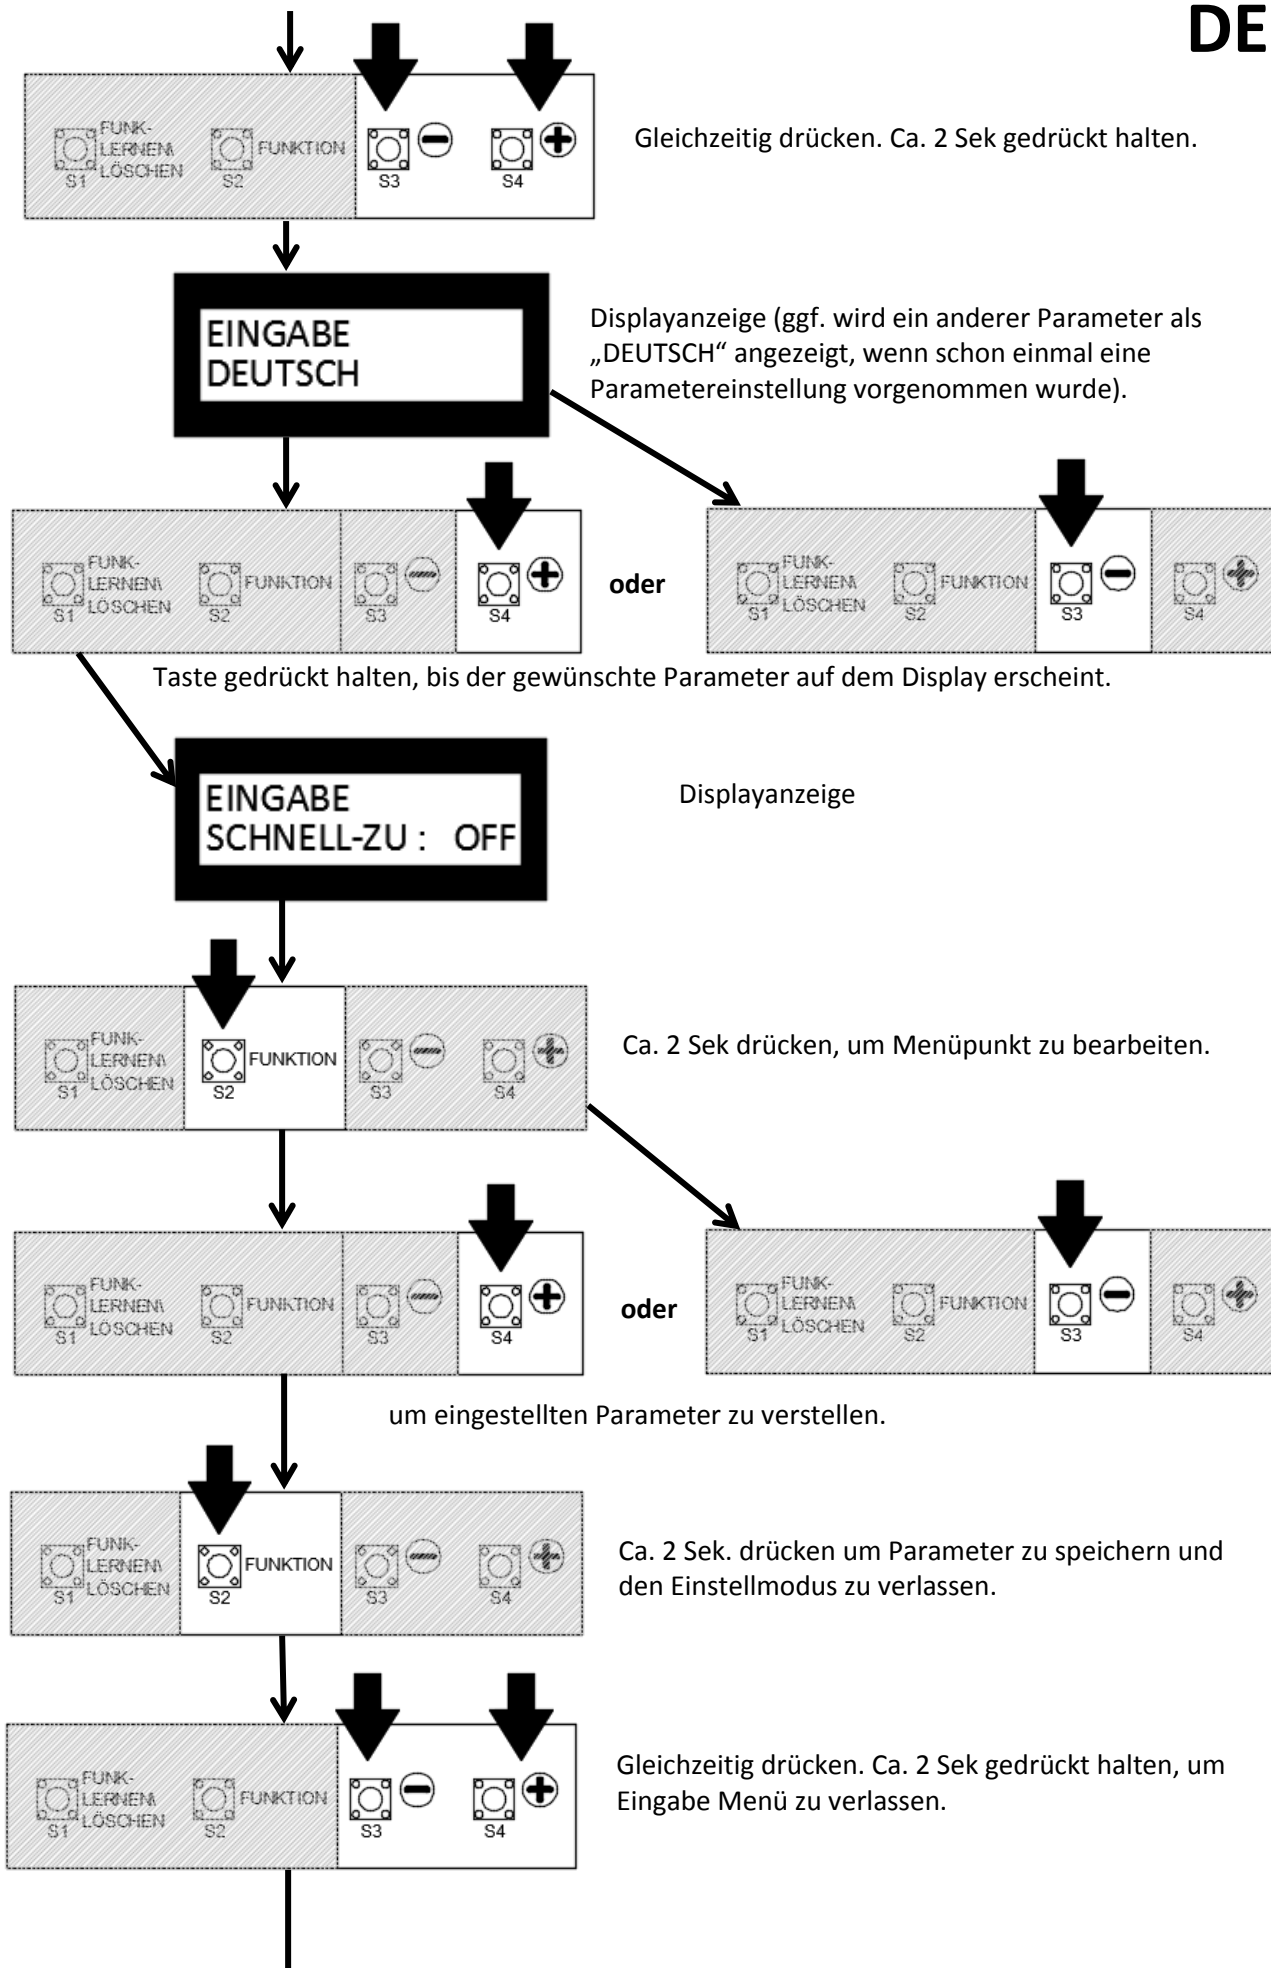 DE
FUNK-
LERNEN\
LÖSCHEN
S1
FUNKTION
S2
S3
S4
Gleichzeitig drücken. Ca. 2 Sek gedrückt halten.
EINGABE
DEUTSCH
Displayanzeige (ggf. wird ein anderer Parameter als
„DEUTSCH“ angezeigt, wenn schon einmal eine
Parametereinstellung vorgenommen wurde).
FUNK-
LERNEN\
LÖSCHEN
S1
FUNKTION
S2
S3
S4
oder
FUNK-
LERNEN\
LÖSCHEN
S1
FUNKTION
S2
S3
S4
Taste gedrückt halten, bis der gewünschte Parameter auf dem Display erscheint.
EINGABE
SCHNELL-ZU : OFF
Displayanzeige
FUNK-
LERNEN\
LÖSCHEN
S1
FUNKTION
S2
S3
S4
Ca. 2 Sek drücken, um Menüpunkt zu bearbeiten.
FUNK-
LERNEN\
LÖSCHEN
S1
FUNKTION
S2
S3
S4
oder
FUNK-
LERNEN\
LÖSCHEN
S1
FUNKTION
S2
S3
S4
um eingestellten Parameter zu verstellen.
FUNK-
LERNEN\
LÖSCHEN
S1
FUNKTION
S2
S3
S4
Ca. 2 Sek. drücken um Parameter zu speichern und
den Einstellmodus zu verlassen.
FUNK-
LERNEN\
LÖSCHEN
S1
FUNKTION
S2
S3
S4
Gleichzeitig drücken. Ca. 2 Sek gedrückt halten, um
Eingabe Menü zu verlassen.